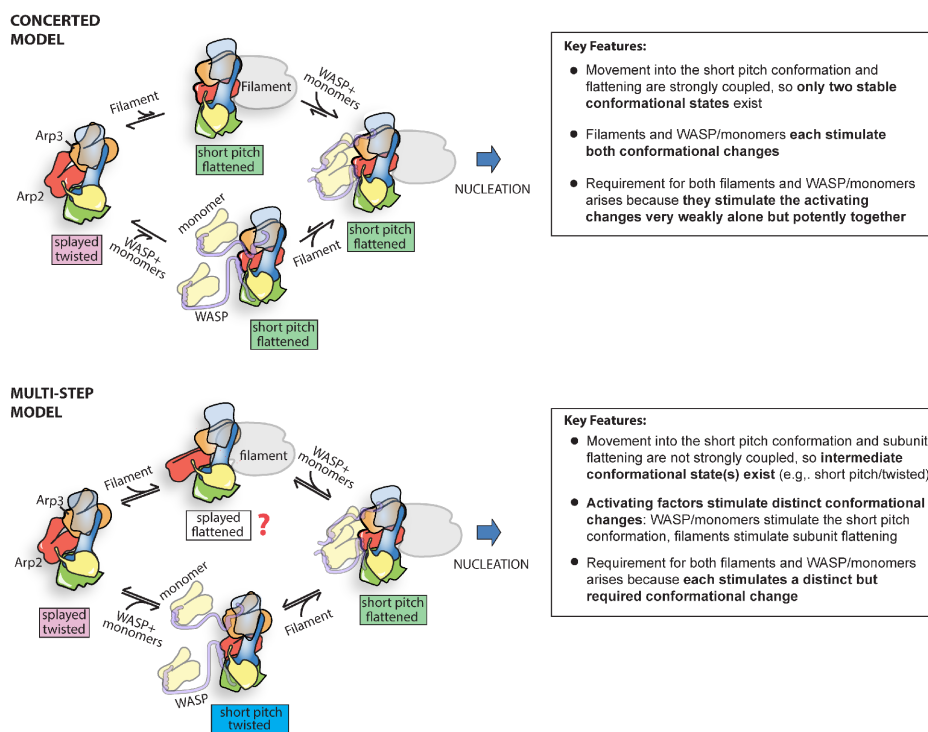 CONCERTED
MODEL
Filament
Filament
WASP+
monomers
Arp3
Arp2
short pitch
flattened
NUCLEATION
monomer
splayed
twisted
WASP+
monomers
Filament
short pitch
flattened
WASP
short pitch
flattened
Key Features:
● Movement into the short pitch conformation and
flattening are strongly coupled, so only two stable
conformational states exist
● Filaments and WASP/monomers each stimulate
both conformational changes
● Requirement for both filaments and WASP/monomers
arises because they stimulate the activating
changes very weakly alone but potently together
MULTI-STEP
MODEL
Filament
filament
WASP+
monomers
Arp3
Arp2
splayed
flattened
?
NUCLEATION
monomer
splayed
twisted
WASP+
monomers
Filament
short pitch
flattened
WASP
short pitch
twisted
Key Features:
● Movement into the short pitch conformation and subunit
flattening are not strongly coupled, so intermediate
conformational state(s) exist (e.g,. short pitch/twisted)
● Activating factors stimulate distinct conformational
changes: WASP/monomers stimulate the short pitch
conformation, filaments stimulate subunit flattening
● Requirement for both filaments and WASP/monomers
arises because each stimulates a distinct but
required conformational change